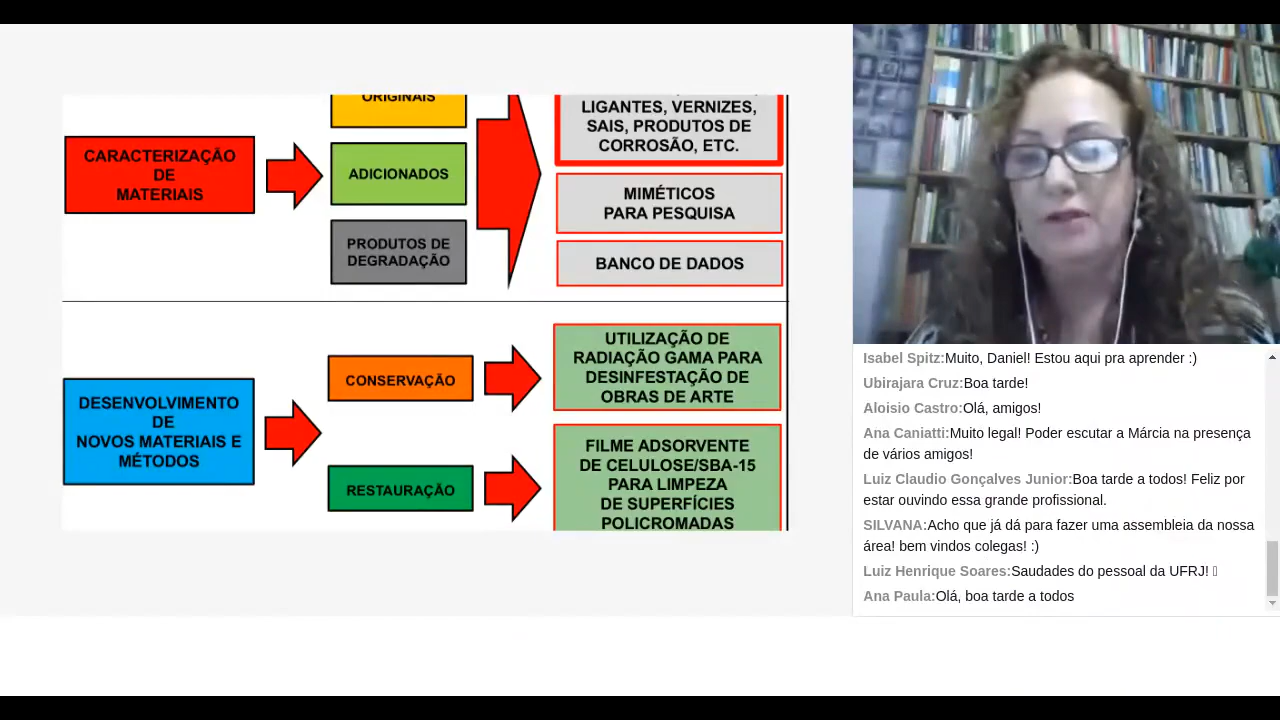 ORIGINAIS
CARACTERIZAÇÃO
DE
MATERIAIS
ADICIONADOS
PRODUTOS DE
DEGRADAÇÃO
LIGANTES, VERNIZES,
SAIS, PRODUTOS DE
CORROSÃO, ETC.
MIMÉTICOS
PARA PESQUISA
BANCO DE DADOS
DESENVOLVIMENTO
DE
NOVOS MATERIAIS E
MÉTODOS
CONSERVAÇÃO
UTILIZAÇÃO DE
RADIAÇÃO GAMA PARA
DESINFESTAÇÃO DE
OBRAS DE ARTE
RESTAURAÇÃO
FILME ADSORVENTE
DE CELULOSE/SBA-15
PARA LIMPEZA
DE SUPERFÍCIES
POLICROMADAS
Isabel Spitz:Muito, Daniel! Estou aqui pra aprender :)
Ubirajara Cruz:Boa tarde!
Aloisio Castro:Olá, amigos!
Ana Caniatti:Muito legal! Poder escutar a Márcia na presença
de vários amigos!
Luiz Claudio Gonçalves Junior:Boa tarde a todos! Feliz por
estar ouvindo essa grande profissional.
SILVANA:Acho que já dá para fazer uma assembleia da nossa
área! bem vindos colegas! :)
Luiz Henrique Soares:Saudades do pessoal da UFRJ!
Ana Paula:Olá, boa tarde a todos